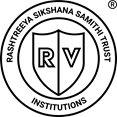 RASHTREEYA SIKSHANA SAMITHI TRUST
RV
INSTITUTIONS
®